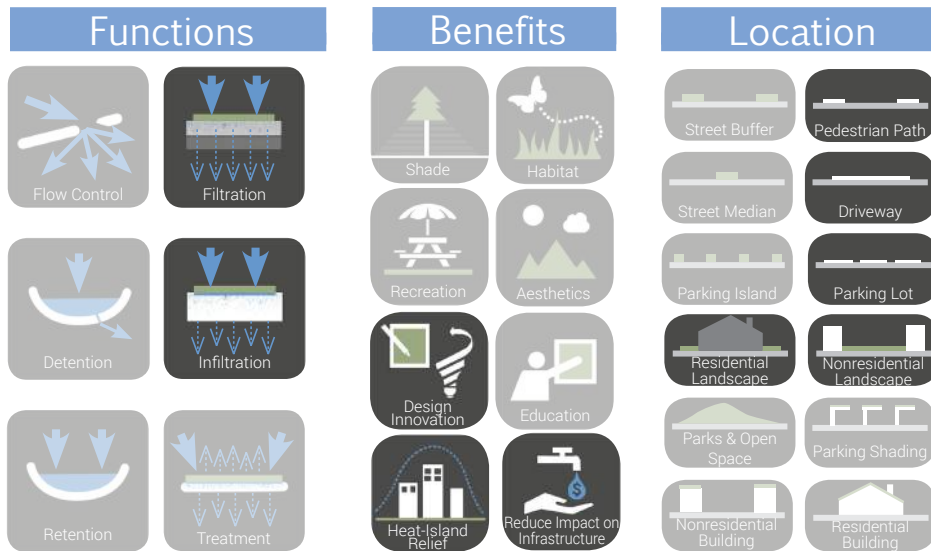 Functions
Flow Control
Filtration
Detention
Infiltration
Retention
Treatment
Benefits
Shade
Habitat
Recreation
Aesthetics
Design
Innovation
Education
Heat-Island
Relief
Reduce Impact on
Infrastructure
$
Location
Street Buffer
Pedestrian Path
Street Median
Driveway
Parking Island
Parking Lot
Residential
Landscape
Nonresidential
Landscape
Parks & Open
Space
Parking Shading
Nonresidential
Building
Residential
Building